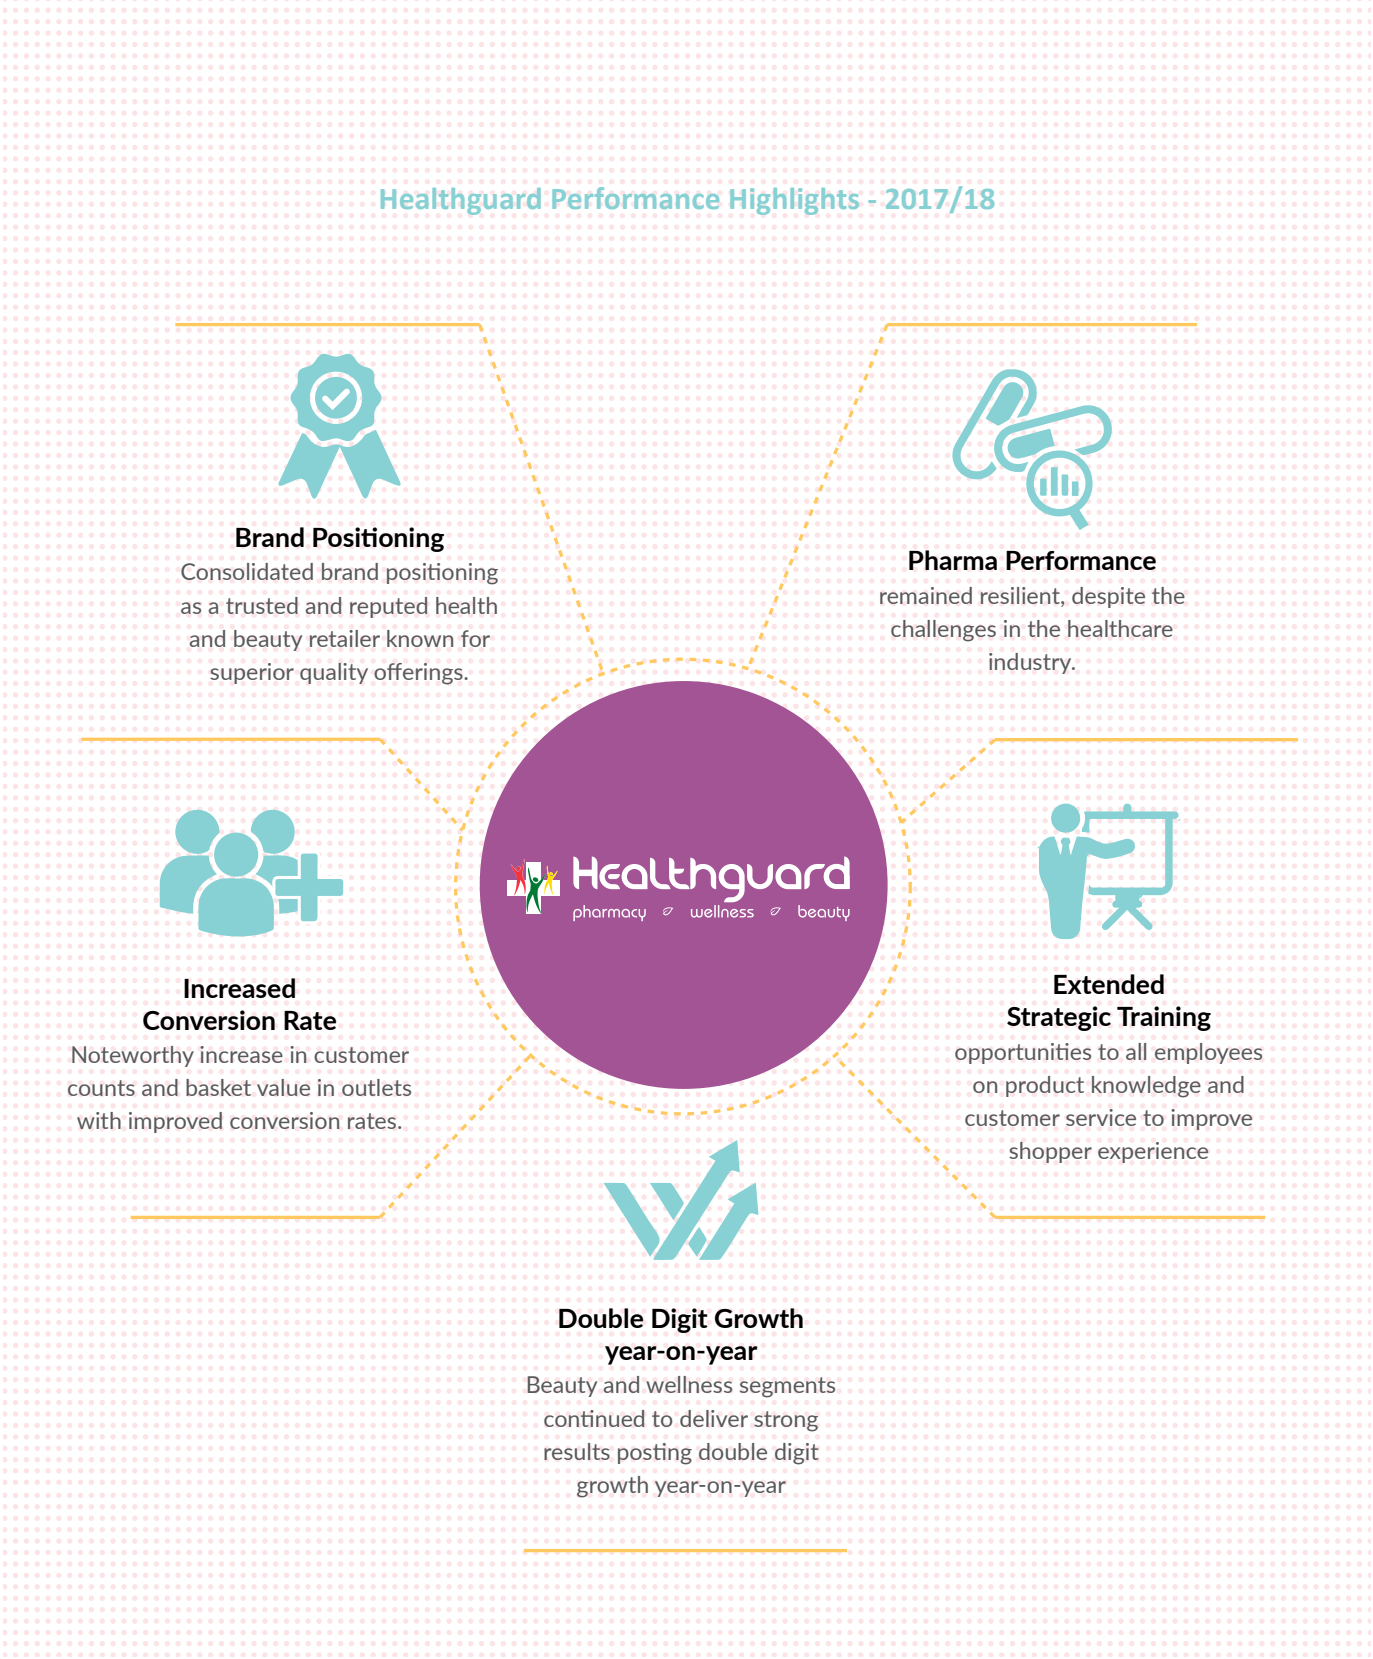 Healthguard Performance Highlights - 2017/18
Brand Positioning
Consolidated brand positioning
as a trusted and reputed health
and beauty retailer known for
superior quality offerings.
Pharma Performance
remained resilient, despite the
challenges in the healthcare
industry.
Healthguard
pharmacy wellness beauty
Increased
Conversion Rate
Noteworthy increase in customer
counts and basket value in outlets
with improved conversion rates.
Extended
Strategic Training
opportunities to all employees
on product knowledge and
customer service to improve
shopper experience
Double Digit Growth
year-on-year
Beauty and wellness segments
continued to deliver strong
results posting double digit
growth year-on-year